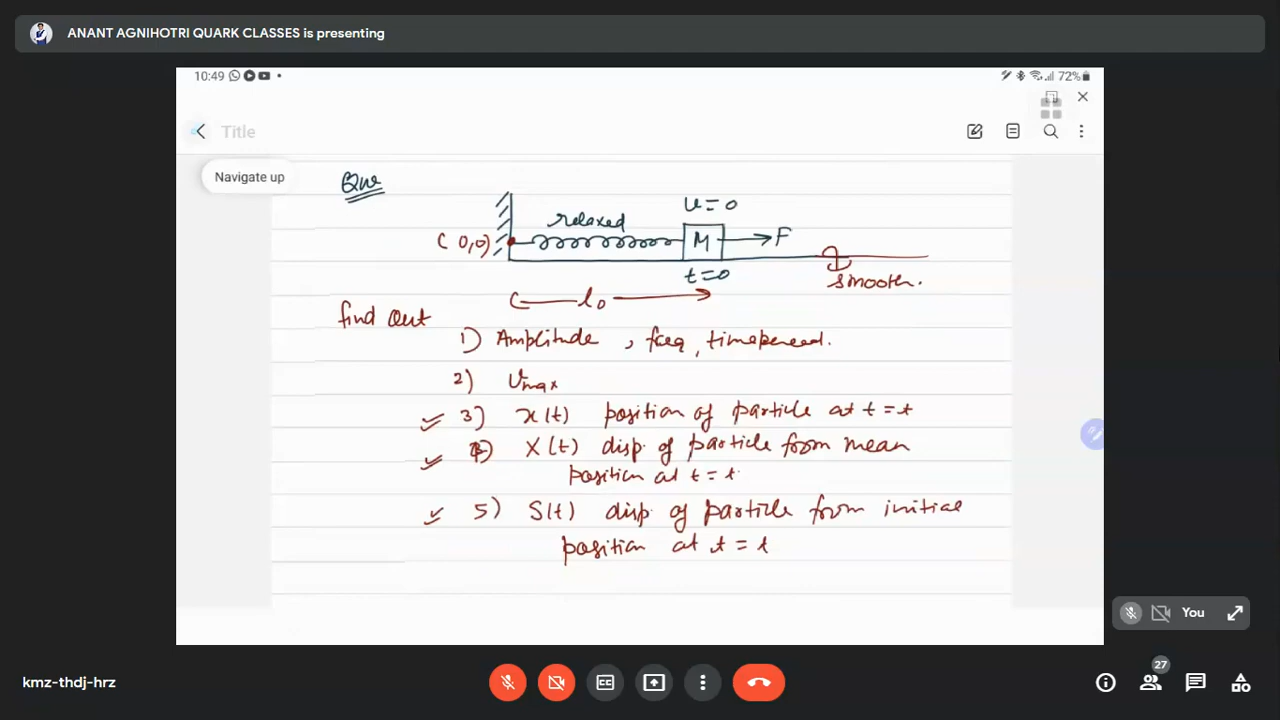 ANANT AGNIHOTRI QUARK CLASSES is presenting
10:49
72%
Title
Navigate up
Que
relaxed
u = 0
(0,0)
M
F
t=0
smooth.
l₀
find out
1) Amplitude, freq, timeperiod.
2) Vmax
3) x(t) position of particle at t = t
X(t) disp. of particle from mean
position at t = t
5) S(t) disp. of particle from initial
position at t = t
You
27
kmz-thdj-hrz
CC